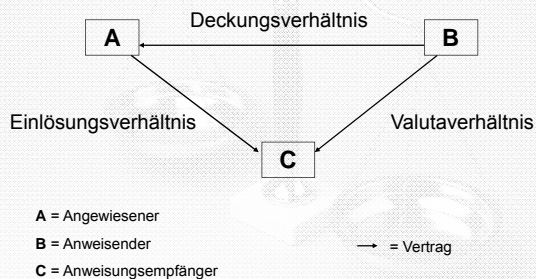 Deckungsverhältnis
A
B
Einlösungsverhältnis
Valutaverhältnis
C
A = Angewiesener
B = Anweisender
= Vertrag
C = Anweisungsempfänger